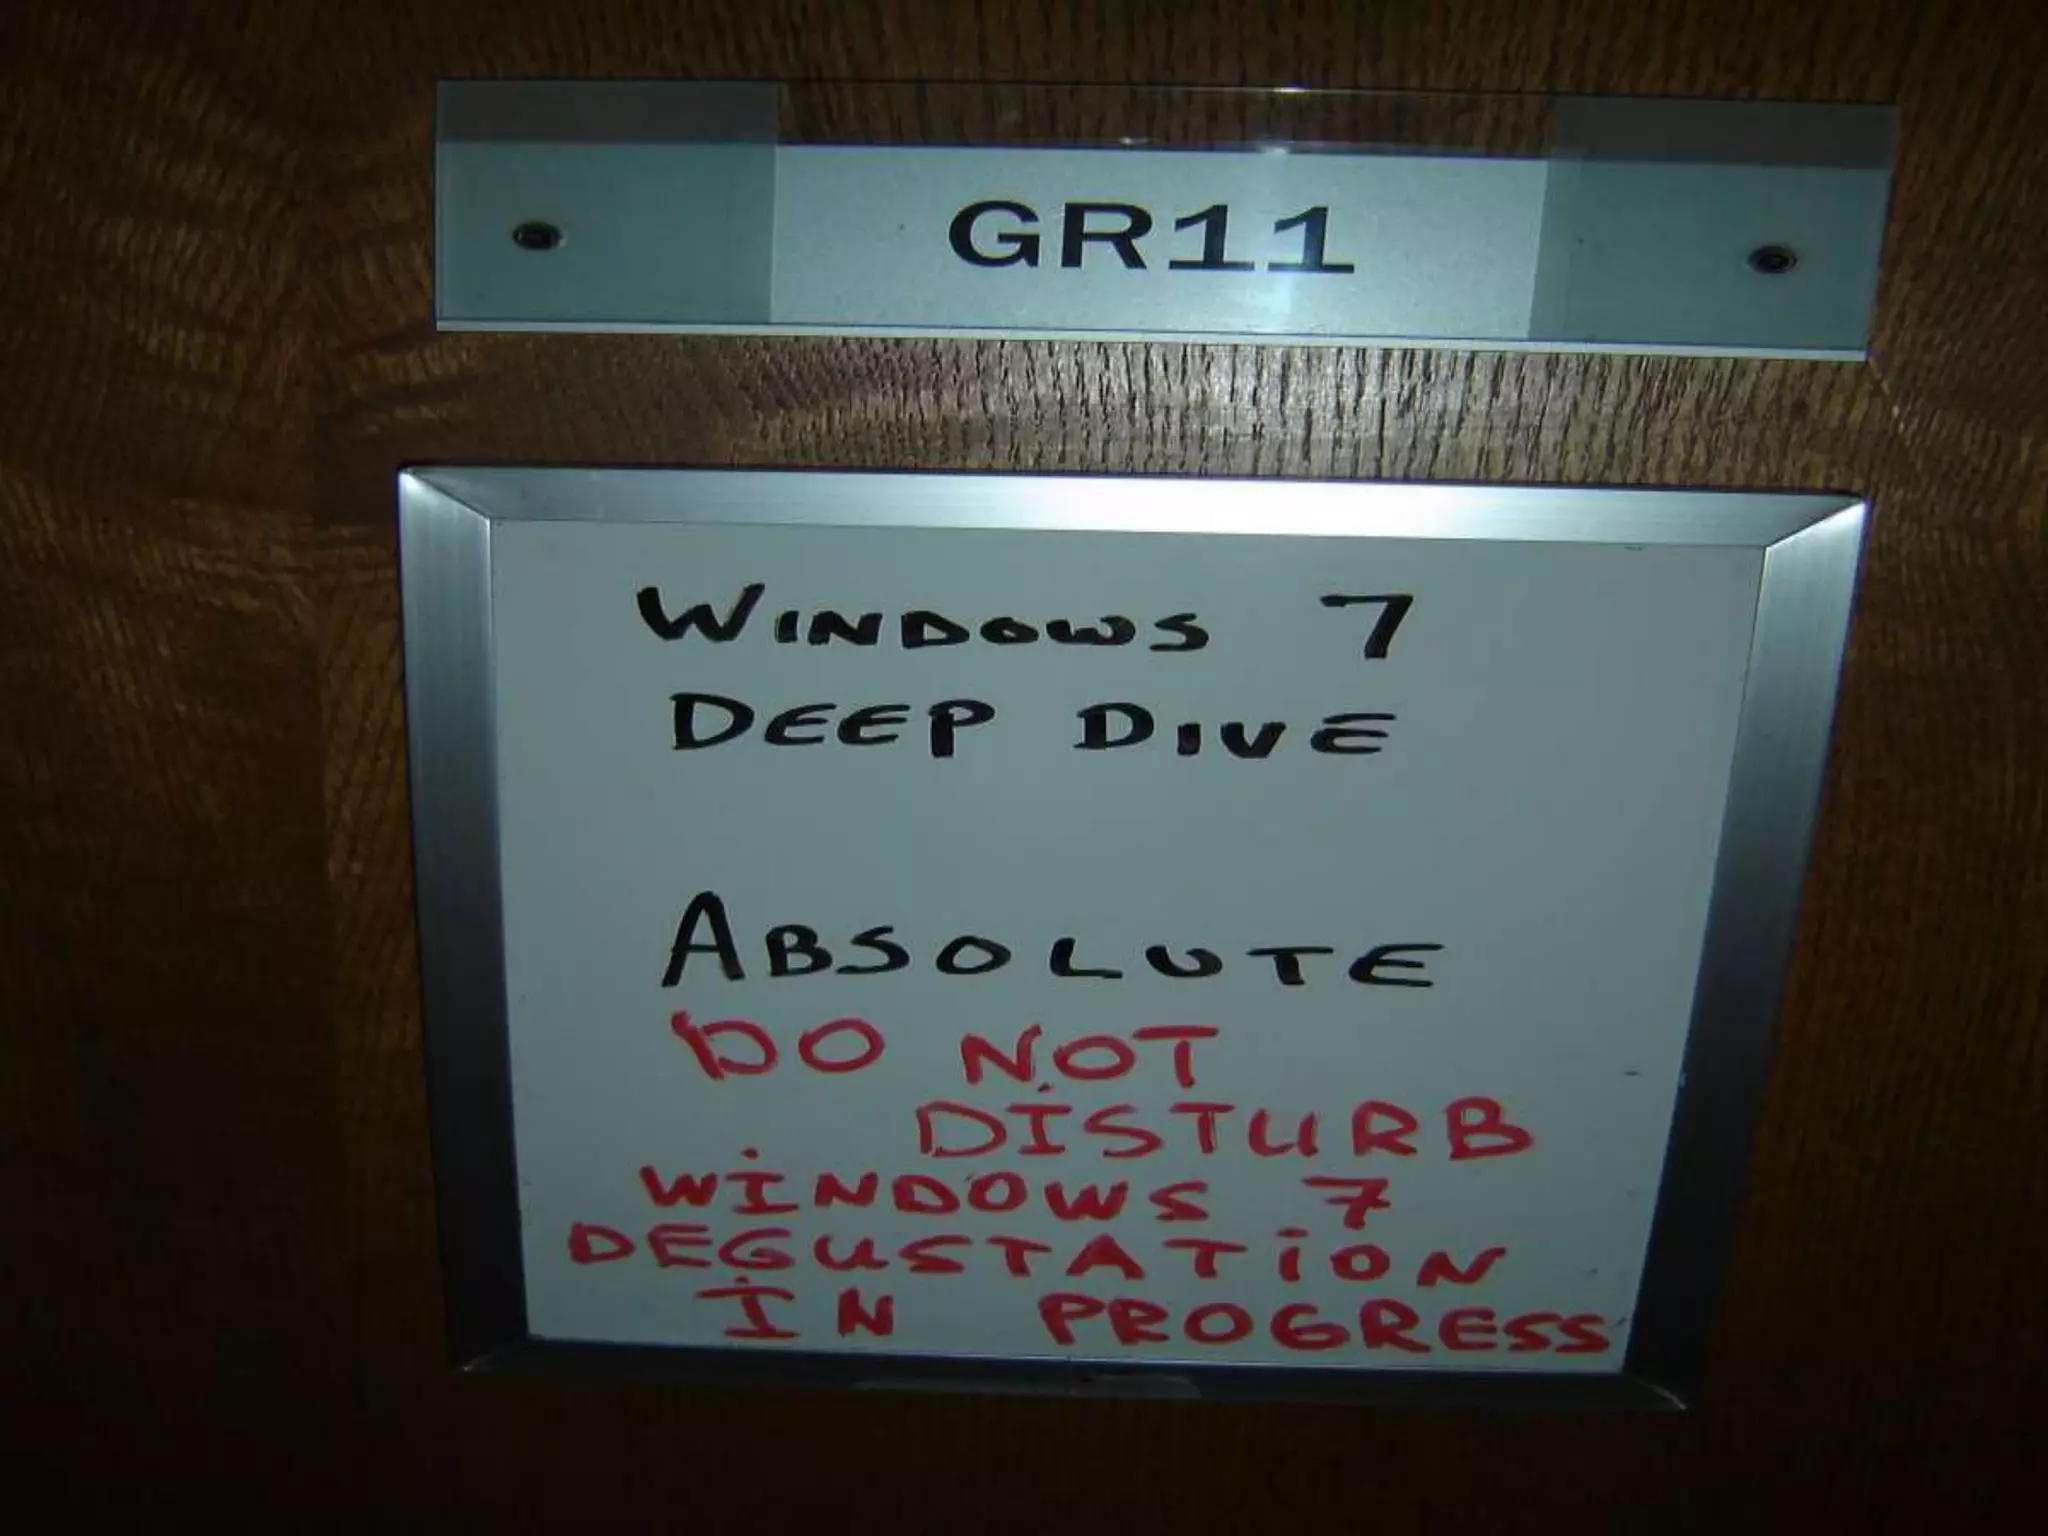 GR11
WINDOWS 7
DEEP DIVE
ABSOLUTE
DO NOT
DISTURB
WINDOWS 7
DEGUSTATION
IN PROGRESS